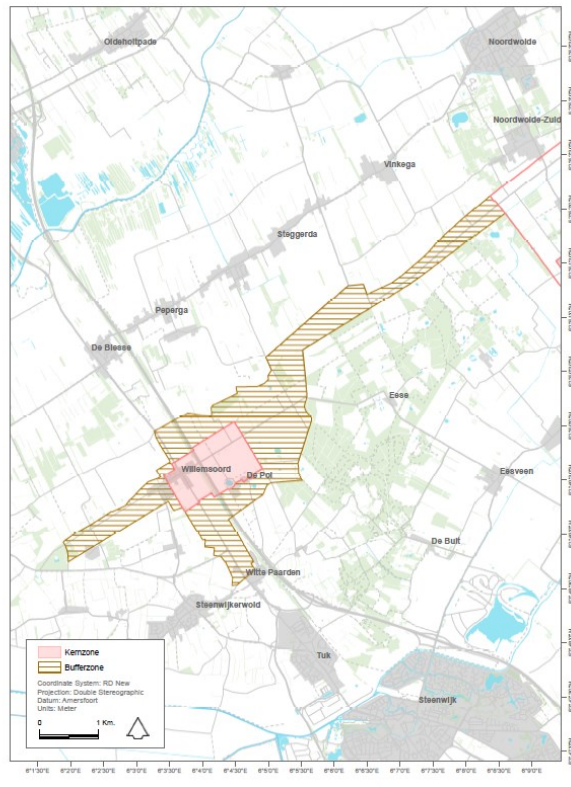 Oldeholtpade
Noordwolde
Noordwolde-Zuid
Vinkega
Steggerda
Peperga
De Blesse
Eese
Willemsoord
De Pol
Eesveen
De Bult
Witte Paarden
Steenwijkerwold
Tuk
Steenwijk
Kernzone
Bufferzone
Coordinate System: RD New
Projection: Double Stereographic
Datum: Amersfoort
Units: Meter
0 1 Km.
6°1'30"E 6°2'0"E 6°2'30"E 6°3'0"E 6°3'30"E 6°4'0"E 6°4'30"E 6°5'0"E 6°5'30"E 6°6'0"E 6°6'30"E 6°7'0"E 6°7'30"E 6°8'0"E 6°8'30"E 6°9'0"E